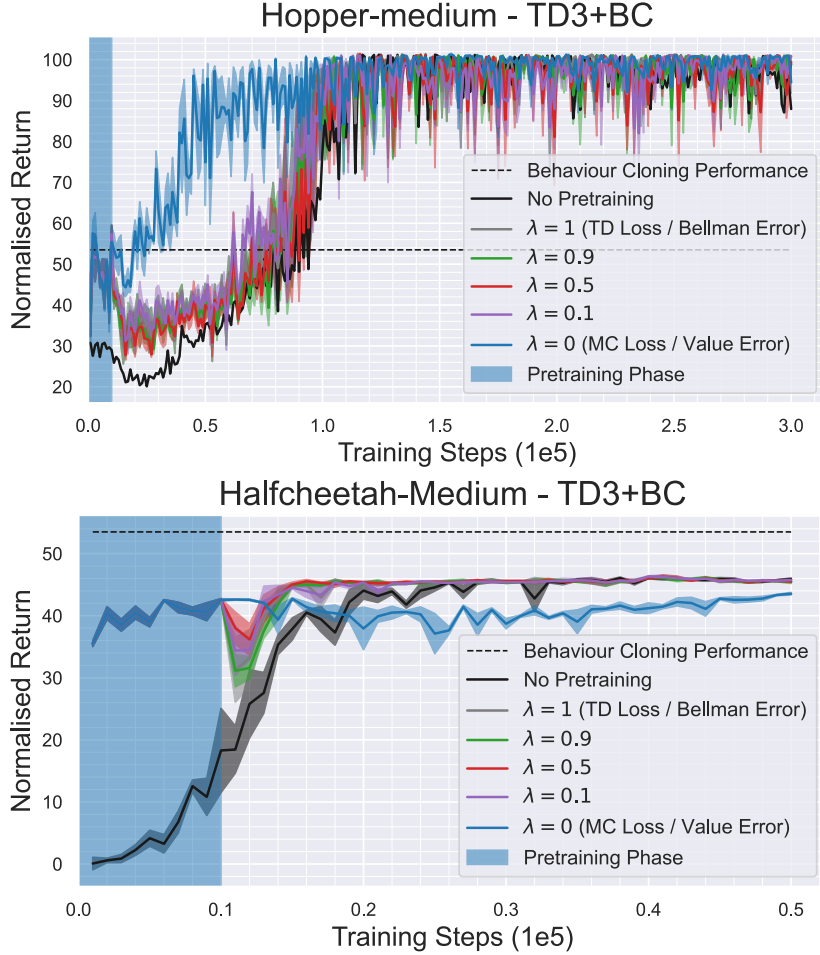 Hopper-medium - TD3+BC
Normalised Return
100
90
80
70
60
50
40
30
20
Behaviour Cloning Performance
No Pretraining
λ = 1 (TD Loss / Bellman Error)
λ = 0.9
λ = 0.5
λ = 0.1
λ = 0 (MC Loss / Value Error)
Pretraining Phase
0.0 0.5 1.0 1.5 2.0 2.5 3.0
Training Steps (1e5)
Halfcheetah-Medium - TD3+BC
Normalised Return
50
40
30
20
10
0
Behaviour Cloning Performance
No Pretraining
λ = 1 (TD Loss / Bellman Error)
λ = 0.9
λ = 0.5
λ = 0.1
λ = 0 (MC Loss / Value Error)
Pretraining Phase
0.0 0.1 0.2 0.3 0.4 0.5
Training Steps (1e5)